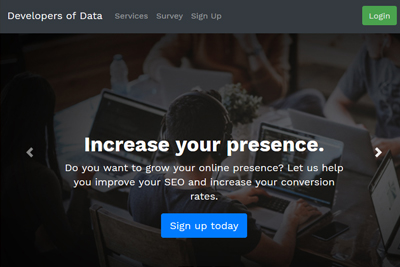 Developers of Data Services Survey Sign Up Login
Increase your presence.
Do you want to grow your online presence? Let us help
you improve your SEO and increase your conversion
rates.
Sign up today